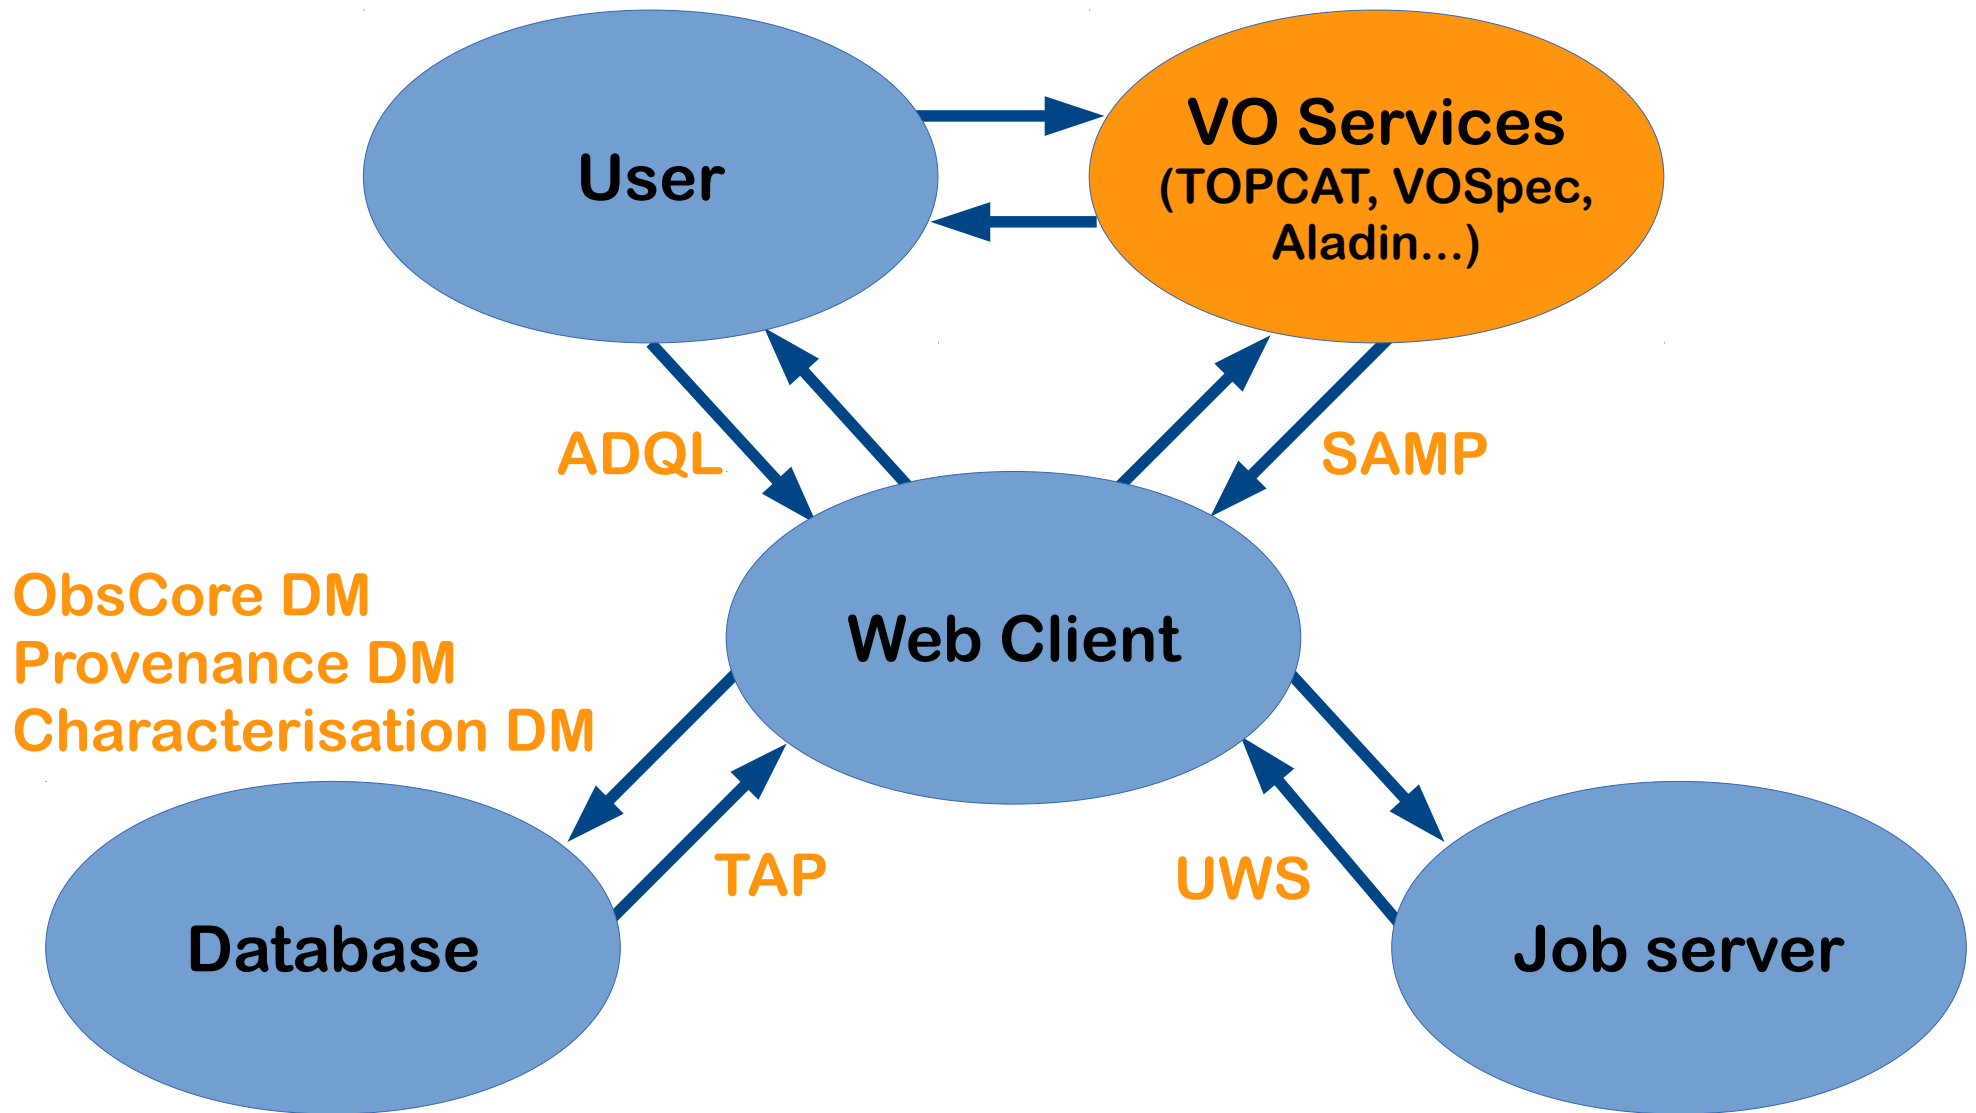 User
VO Services
(TOPCAT, VOSpec,
Aladin...)
ADQL
SAMP
ObsCore DM
Provenance DM
Characterisation DM
Web Client
TAP
UWS
Database
Job server